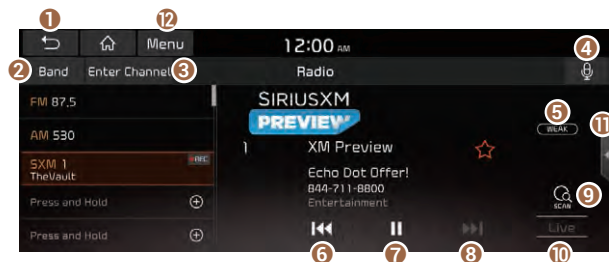 1
12
Menu
12:00 AM
4
2
Band
Enter Channel
3
Radio
FM 87.5
SIRIUSXM
PREVIEW
5
WEAK
11
AM 530
1
XM Preview
SXM 1
REC
TheVault
Echo Dot Offer!
844-711-8800
Entertainment
Press and Hold
SCAN
9
Press and Hold
Live
6
7
8
10